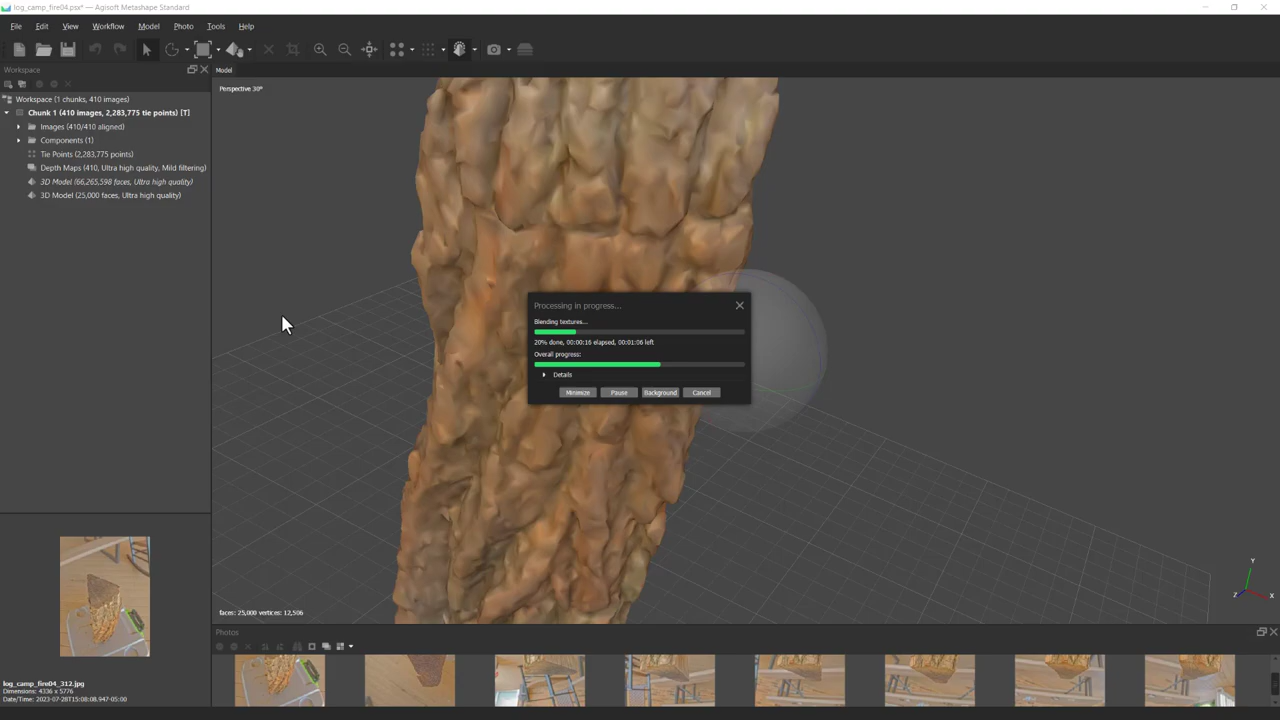 log_camp_fire04.psx* — Agisoft Metashape Standard
File Edit View Workflow Model Photo Tools Help
Workspace
Model
Workspace (1 chunks, 410 images)
Chunk 1 (410 images, 2,283,775 tie points) [T]
Images (410/410 aligned)
Components (1)
Tie Points (2,283,775 points)
Depth Maps (410, Ultra high quality, Mild filtering)
3D Model (66,265,598 faces, Ultra high quality)
3D Model (25,000 faces, Ultra high quality)
Perspective 30°
Processing in progress...
Blending textures...
20% done, 00:00:16 elapsed, 00:01:06 left
Overall progress:
Details
Minimize Pause Background Cancel
Y
X
Z
faces: 25,000 vertices: 12,506
Photos
log_camp_fire04_312.jpg
Dimensions: 4336 x 5776
Date/Time: 2023-07-28T15:08:08.947-05:00